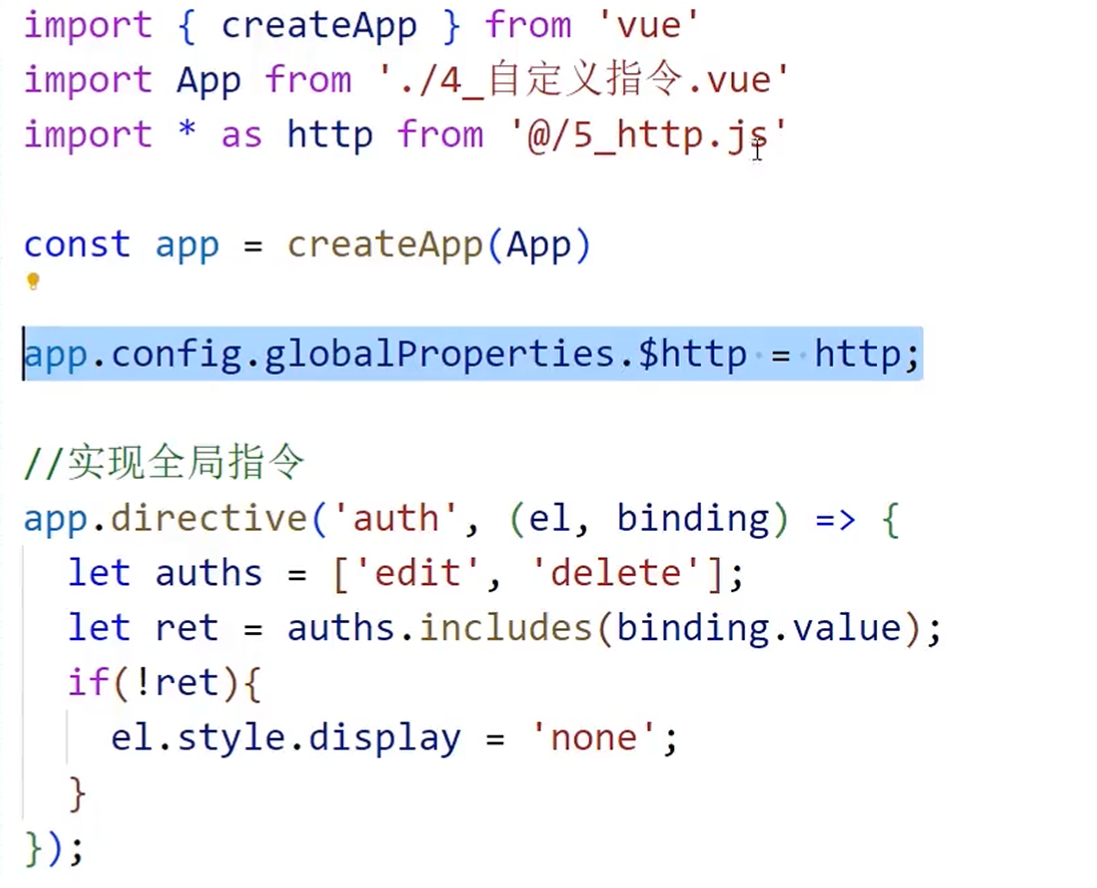 import { createApp } from 'vue'
import App from './4_自定义指令.vue'
import * as http from '@/5_http.js'
const app = createApp(App)
app.config.globalProperties.$http = http;
//实现全局指令
app.directive('auth', (el, binding) => {
let auths = ['edit', 'delete'];
let ret = auths.includes(binding.value);
if(!ret){
el.style.display = 'none';
}
});